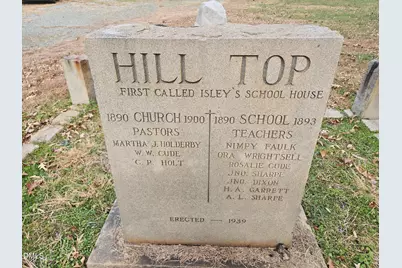 HILL TOP
FIRST CALLED ISLEY'S SCHOOL HOUSE
1890 CHURCH 1900
PASTORS
MARTHA J. HOLDERBY
W. W. CUDE
C. P. HOLT
1890 SCHOOL 1893
TEACHERS
NIMPY FAULK
ORA WRIGHTSELL
ROSALIE CUDE
JNO. SHARPE
JNO. DIXON
H. A. GARRETT
A. L. SHARPE
ERECTED — 1939